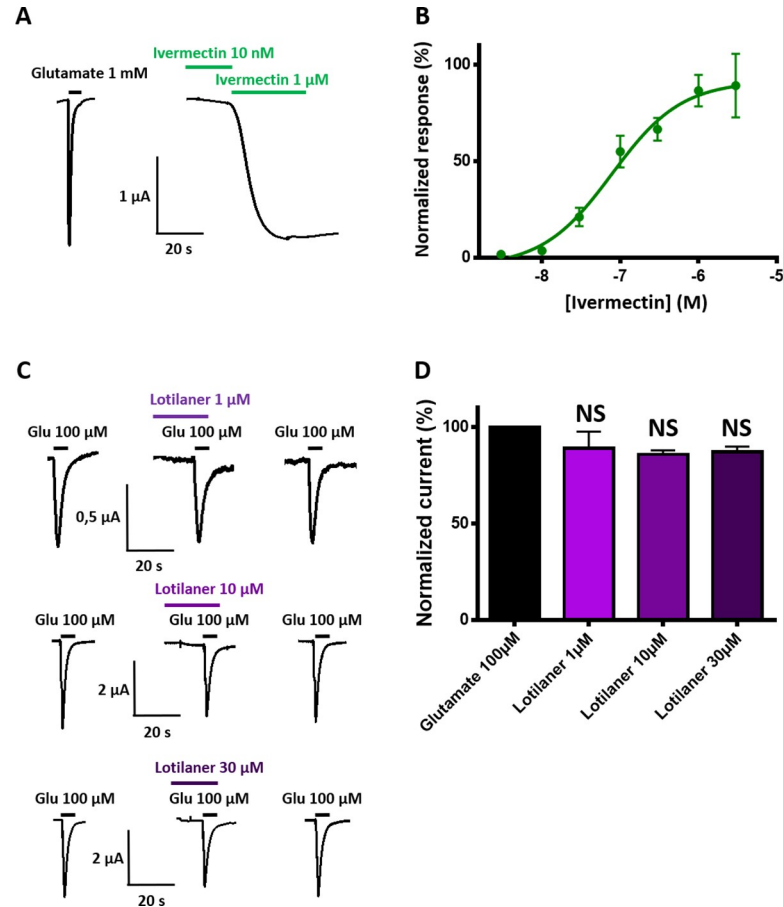 A
Ivermectin 10 nM
Glutamate 1 mM
Ivermectin 1 µM
1 µA
20 s
B
Normalized response (%)
100
50
0
-8
-7
-6
-5
[Ivermectin] (M)
C
Lotilaner 1 µM
Glu 100 µM
Glu 100 µM
Glu 100 µM
0,5 µA
20 s
Lotilaner 10 µM
Glu 100 µM
Glu 100 µM
Glu 100 µM
2 µA
20 s
Lotilaner 30 µM
Glu 100 µM
Glu 100 µM
Glu 100 µM
2 µA
20 s
D
Normalized current (%)
100
50
0
NS
NS
NS
Glutamate 100µM
Lotilaner 1µM
Lotilaner 10µM
Lotilaner 30µM